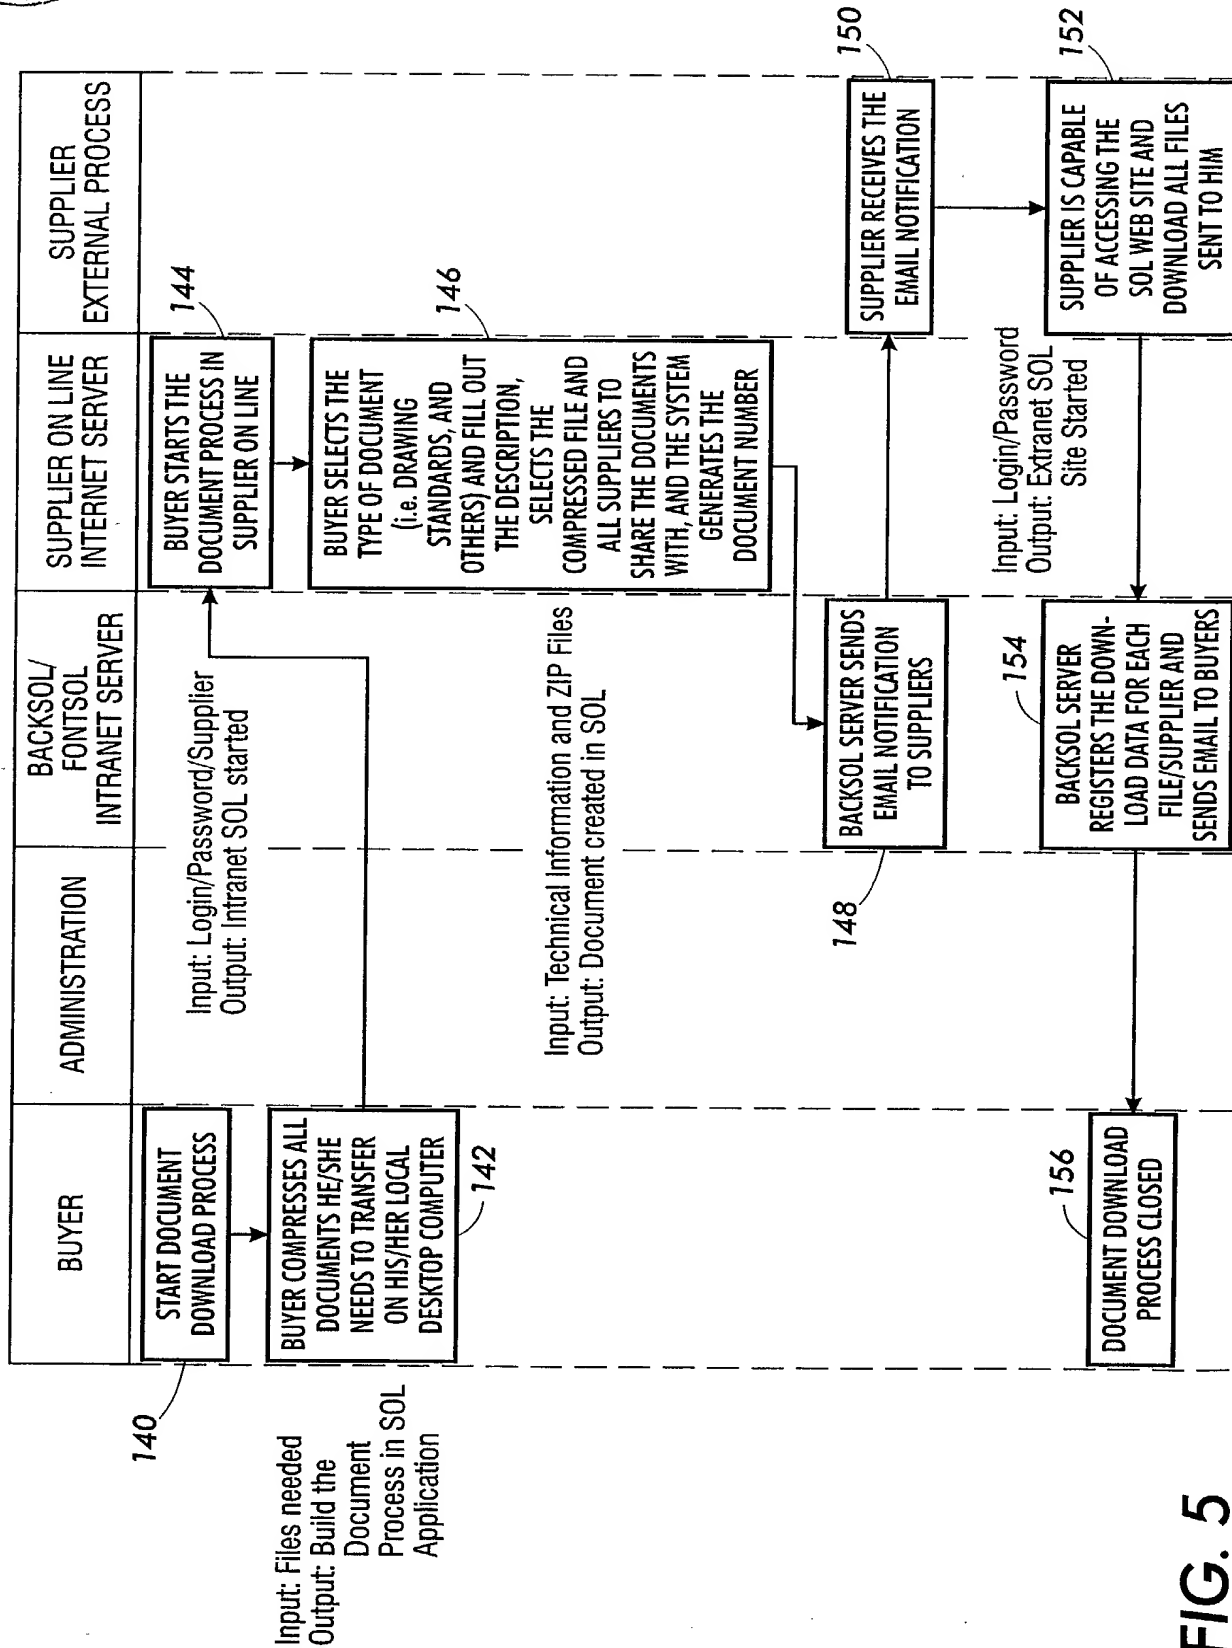 BUYER
ADMINISTRATION
BACKSOL/
FONTSOL
INTRANET SERVER
SUPPLIER ON LINE
INTERNET SERVER
SUPPLIER
EXTERNAL PROCESS
140
START DOCUMENT
DOWNLOAD PROCESS
Input: Files needed
Output: Build the
Document
Process in SOL
Application
BUYER COMPRESSES ALL
DOCUMENTS HE/SHE
NEEDS TO TRANSFER
ON HIS/HER LOCAL
DESKTOP COMPUTER
142
Input: Login/Password/Supplier
Output: Intranet SOL started
144
BUYER STARTS THE
DOCUMENT PROCESS IN
SUPPLIER ON LINE
146
BUYER SELECTS THE
TYPE OF DOCUMENT
(i.e. DRAWING
STANDARDS, AND
OTHERS) AND FILL OUT
THE DESCRIPTION,
SELECTS THE
COMPRESSED FILE AND
ALL SUPPLIERS TO
SHARE THE DOCUMENTS
WITH, AND THE SYSTEM
GENERATES THE
DOCUMENT NUMBER
Input: Technical Information and ZIP Files
Output: Document created in SOL
148
BACKSOL SERVER SENDS
EMAIL NOTIFICATION
TO SUPPLIERS
150
SUPPLIER RECEIVES THE
EMAIL NOTIFICATION
152
SUPPLIER IS CAPABLE
OF ACCESSING THE
SOL WEB SITE AND
DOWNLOAD ALL FILES
SENT TO HIM
Input: Login/Password
Output: Extranet SOL
Site Started
154
BACKSOL SERVER
REGISTERS THE DOWN-
LOAD DATA FOR EACH
FILE/SUPPLIER AND
SENDS EMAIL TO BUYERS
156
DOCUMENT DOWNLOAD
PROCESS CLOSED
FIG. 5